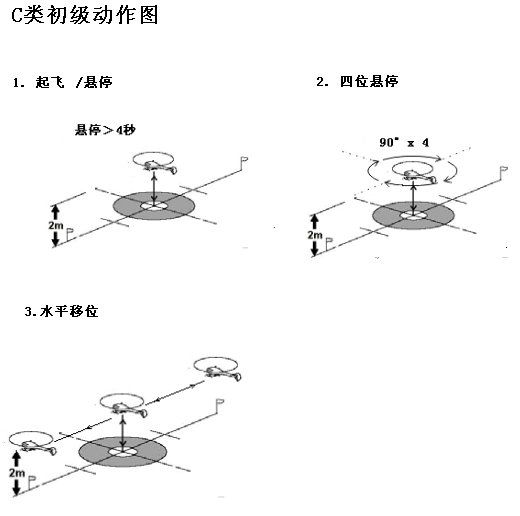 C类初级动作图
1. 起飞 /悬停
2. 四位悬停
悬停＞4秒
90° x 4
2m
2m
3.水平移位
2m